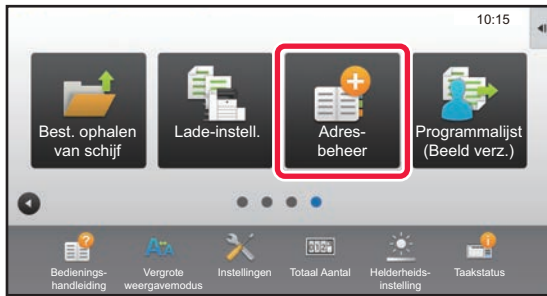 10:15
Best. ophalen
van schijf
Lade-instell.
Adres-
beheer
Programmalijst
(Beeld verz.)
Bedienings-
handleiding
Vergrote
weergavemodus
Instellingen
Totaal Aantal
Helderheids-
instelling
Taakstatus